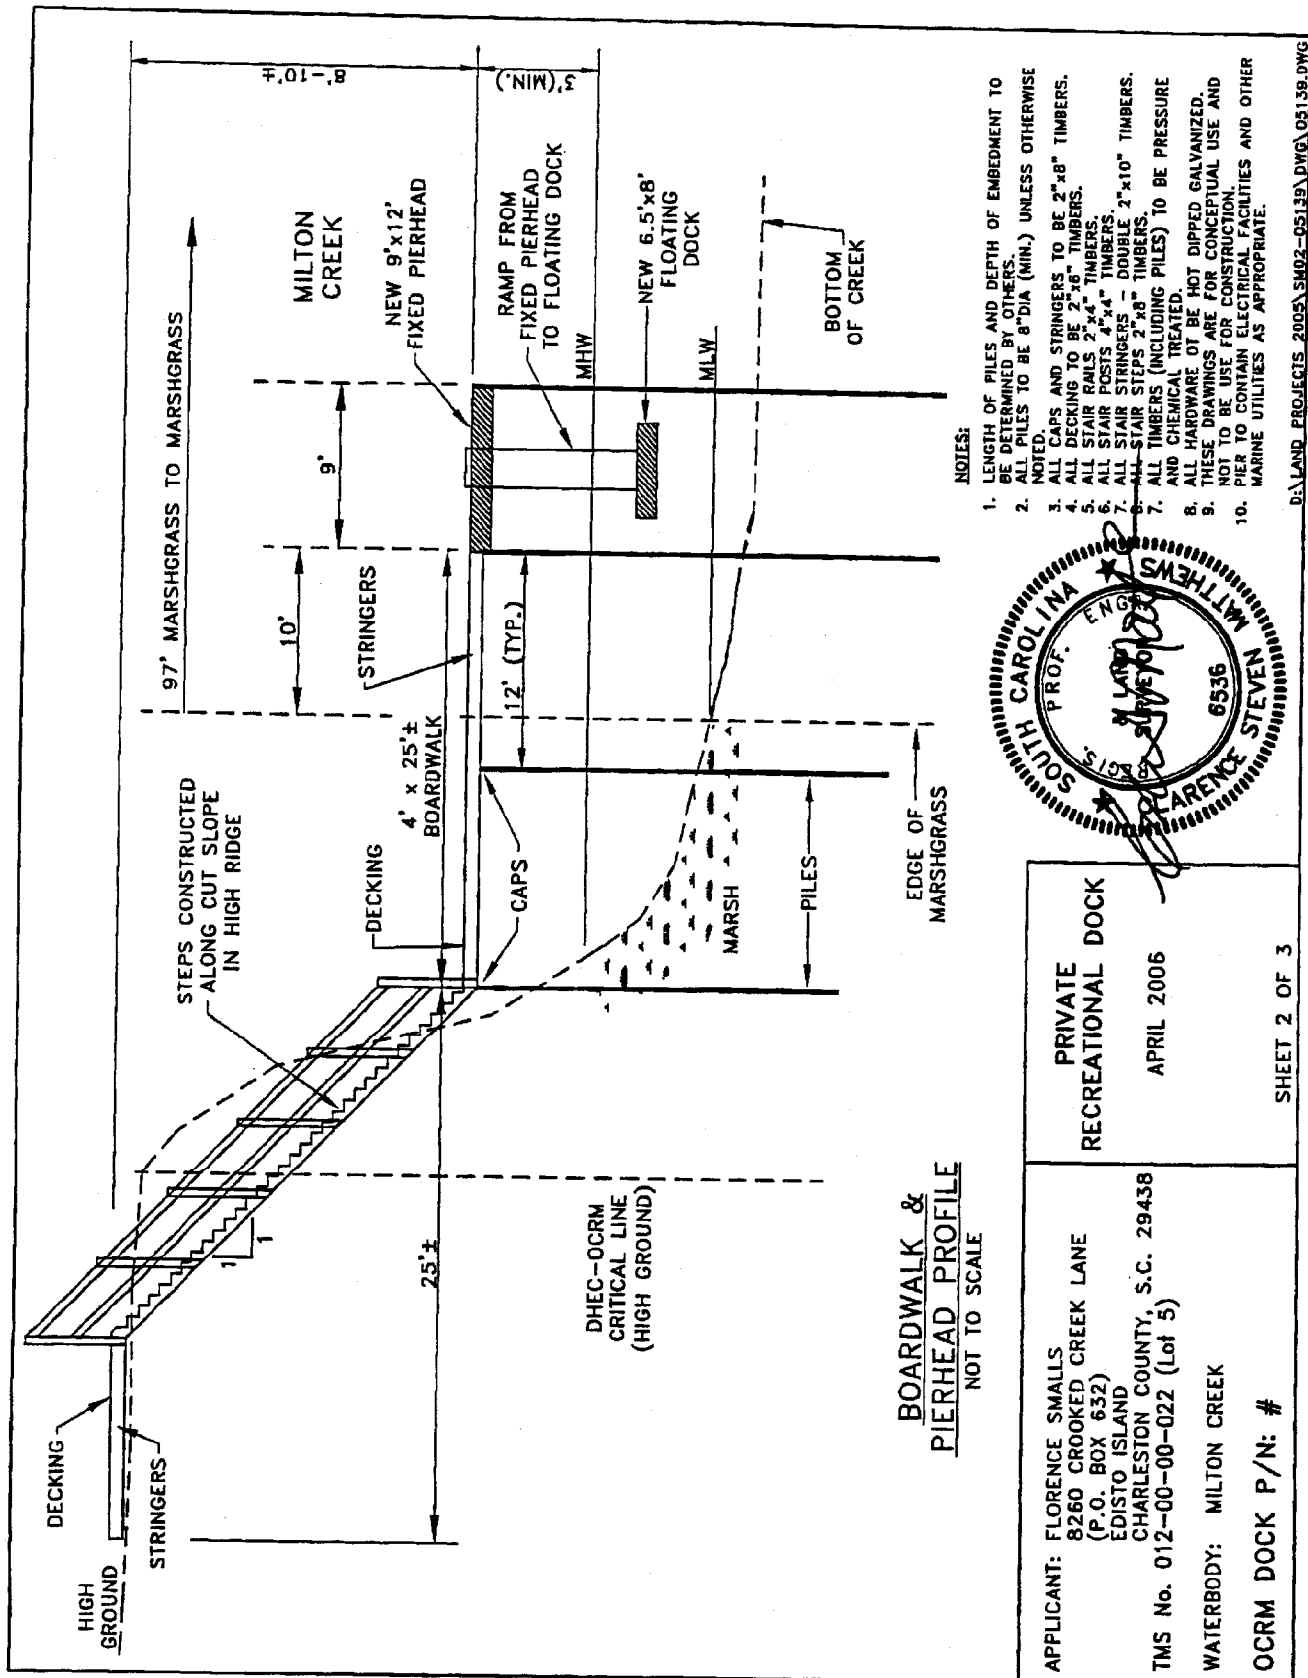 HIGH
GROUND
DECKING
STRINGERS
25'±
1
1
STEPS CONSTRUCTED
ALONG CUT SLOPE
IN HIGH RIDGE
DHEC-OCRM
CRITICAL LINE
(HIGH GROUND)
97' MARSHGRASS TO MARSHGRASS
DECKING
4' x 25'±
BOARDWALK
CAPS
STRINGERS
10'
9'
12' (TYP.)
MARSH
PILES
EDGE OF
MARSHGRASS
MILTON
CREEK
NEW 9'x12'
FIXED PIERHEAD
RAMP FROM
FIXED PIERHEAD
TO FLOATING DOCK
MHW
NEW 6.5'x8'
FLOATING
DOCK
MLW
BOTTOM
OF CREEK
8'-10'±
3'(MIN.)
BOARDWALK &
PIERHEAD PROFILE
NOT TO SCALE
NOTES:
1. LENGTH OF PILES AND DEPTH OF EMBEDMENT TO
BE DETERMINED BY OTHERS.
2. ALL PILES TO BE 8"DIA (MIN.) UNLESS OTHERWISE
NOTED.
3. ALL CAPS AND STRINGERS TO BE 2"x8" TIMBERS.
4. ALL DECKING TO BE 2"x6" TIMBERS.
5. ALL STAIR RAILS 2"x4" TIMBERS.
6. ALL STAIR POSTS 4"x4" TIMBERS.
7. ALL STAIR STRINGERS - DOUBLE 2"x10" TIMBERS.
8. ALL STAIR STEPS 2"x8" TIMBERS.
7. ALL TIMBERS (INCLUDING PILES) TO BE PRESSURE
AND CHEMICAL TREATED.
8. ALL HARDWARE OT BE HOT DIPPED GALVANIZED.
9. THESE DRAWINGS ARE FOR CONCEPTUAL USE AND
NOT TO BE USE FOR CONSTRUCTION.
10. PIER TO CONTAIN ELECTRICAL FACILITIES AND OTHER
MARINE UTILITIES AS APPROPRIATE.
SOUTH CAROLINA
REGIS. PROF. ENG
& LAND
SURVEYOR
6536
CLARENCE STEVEN MATTHEWS
APPLICANT: FLORENCE SMALLS
8260 CROOKED CREEK LANE
(P.O. BOX 632)
EDISTO ISLAND
CHARLESTON COUNTY, S.C. 29438
TMS No. 012-00-00-022 (Lot 5)
WATERBODY: MILTON CREEK
OCRM DOCK P/N: #
PRIVATE
RECREATIONAL DOCK
APRIL 2006
SHEET 2 OF 3
D:\LAND PROJECTS 2005\SM02-05139\DWG\05139.DWG